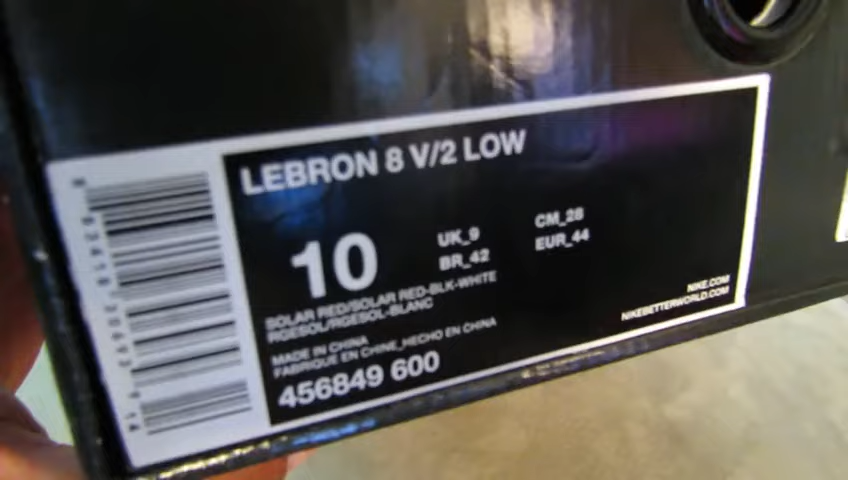 LEBRON 8 V/2 LOW
10
UK_9
CM_28
BR_42
EUR_44
SOLAR RED/SOLAR RED-BLK-WHITE
RGESOL/RGESOL-BLANC
MADE IN CHINA
FABRIQUE EN CHINE_HECHO EN CHINA
456849 600
NIKE.COM
NIKEBETTERWORLD.COM